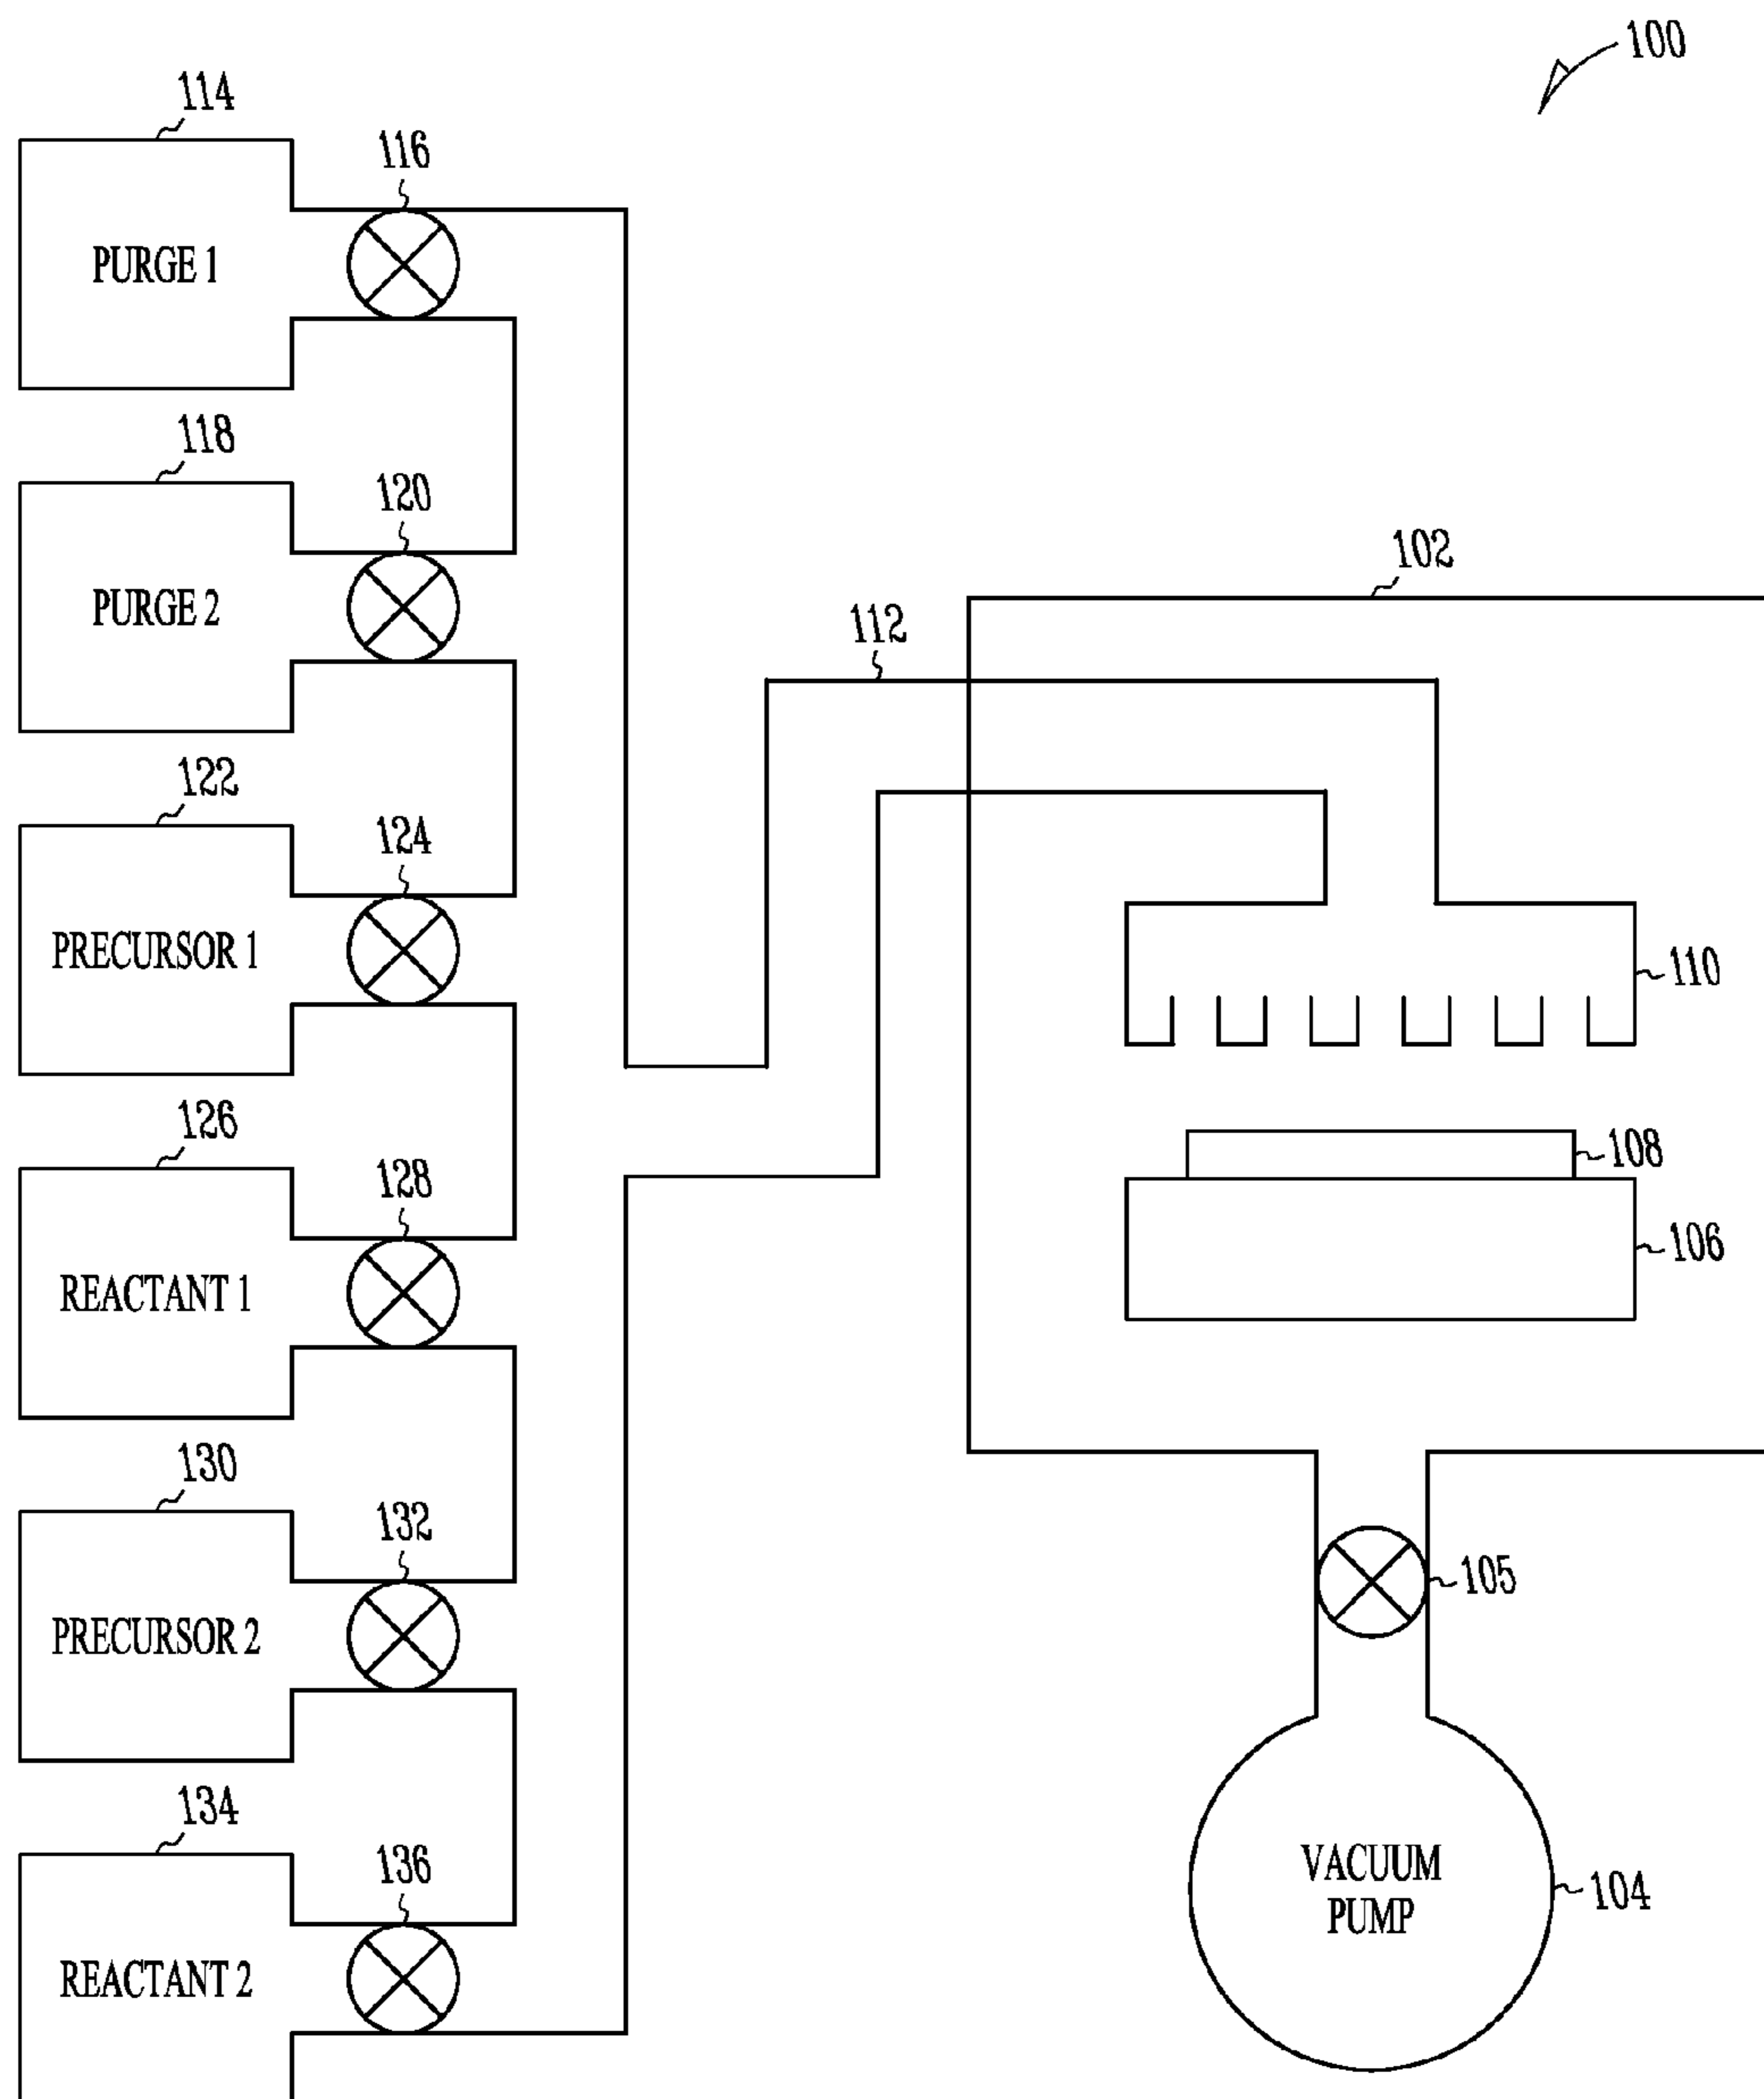 100
114
116
PURGE 1
118
120
PURGE 2
102
112
122
124
PRECURSOR 1
110
126
128
REACTANT 1
108
106
130
132
PRECURSOR 2
105
134
136
REACTANT 2
VACUUM
PUMP
104